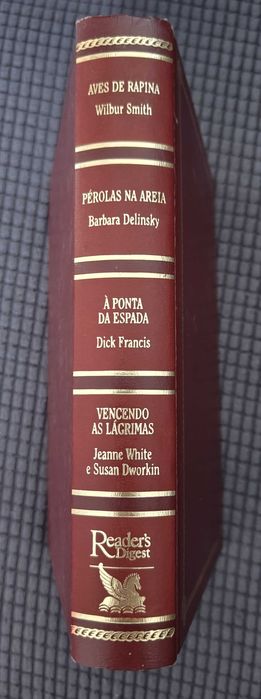 AVES DE RAPINA
Wilbur Smith
PÉROLAS NA AREIA
Barbara Delinsky
À PONTA
DA ESPADA
Dick Francis
VENCENDO
AS LÁGRIMAS
Jeanne White
e Susan Dworkin
Reader's
Digest